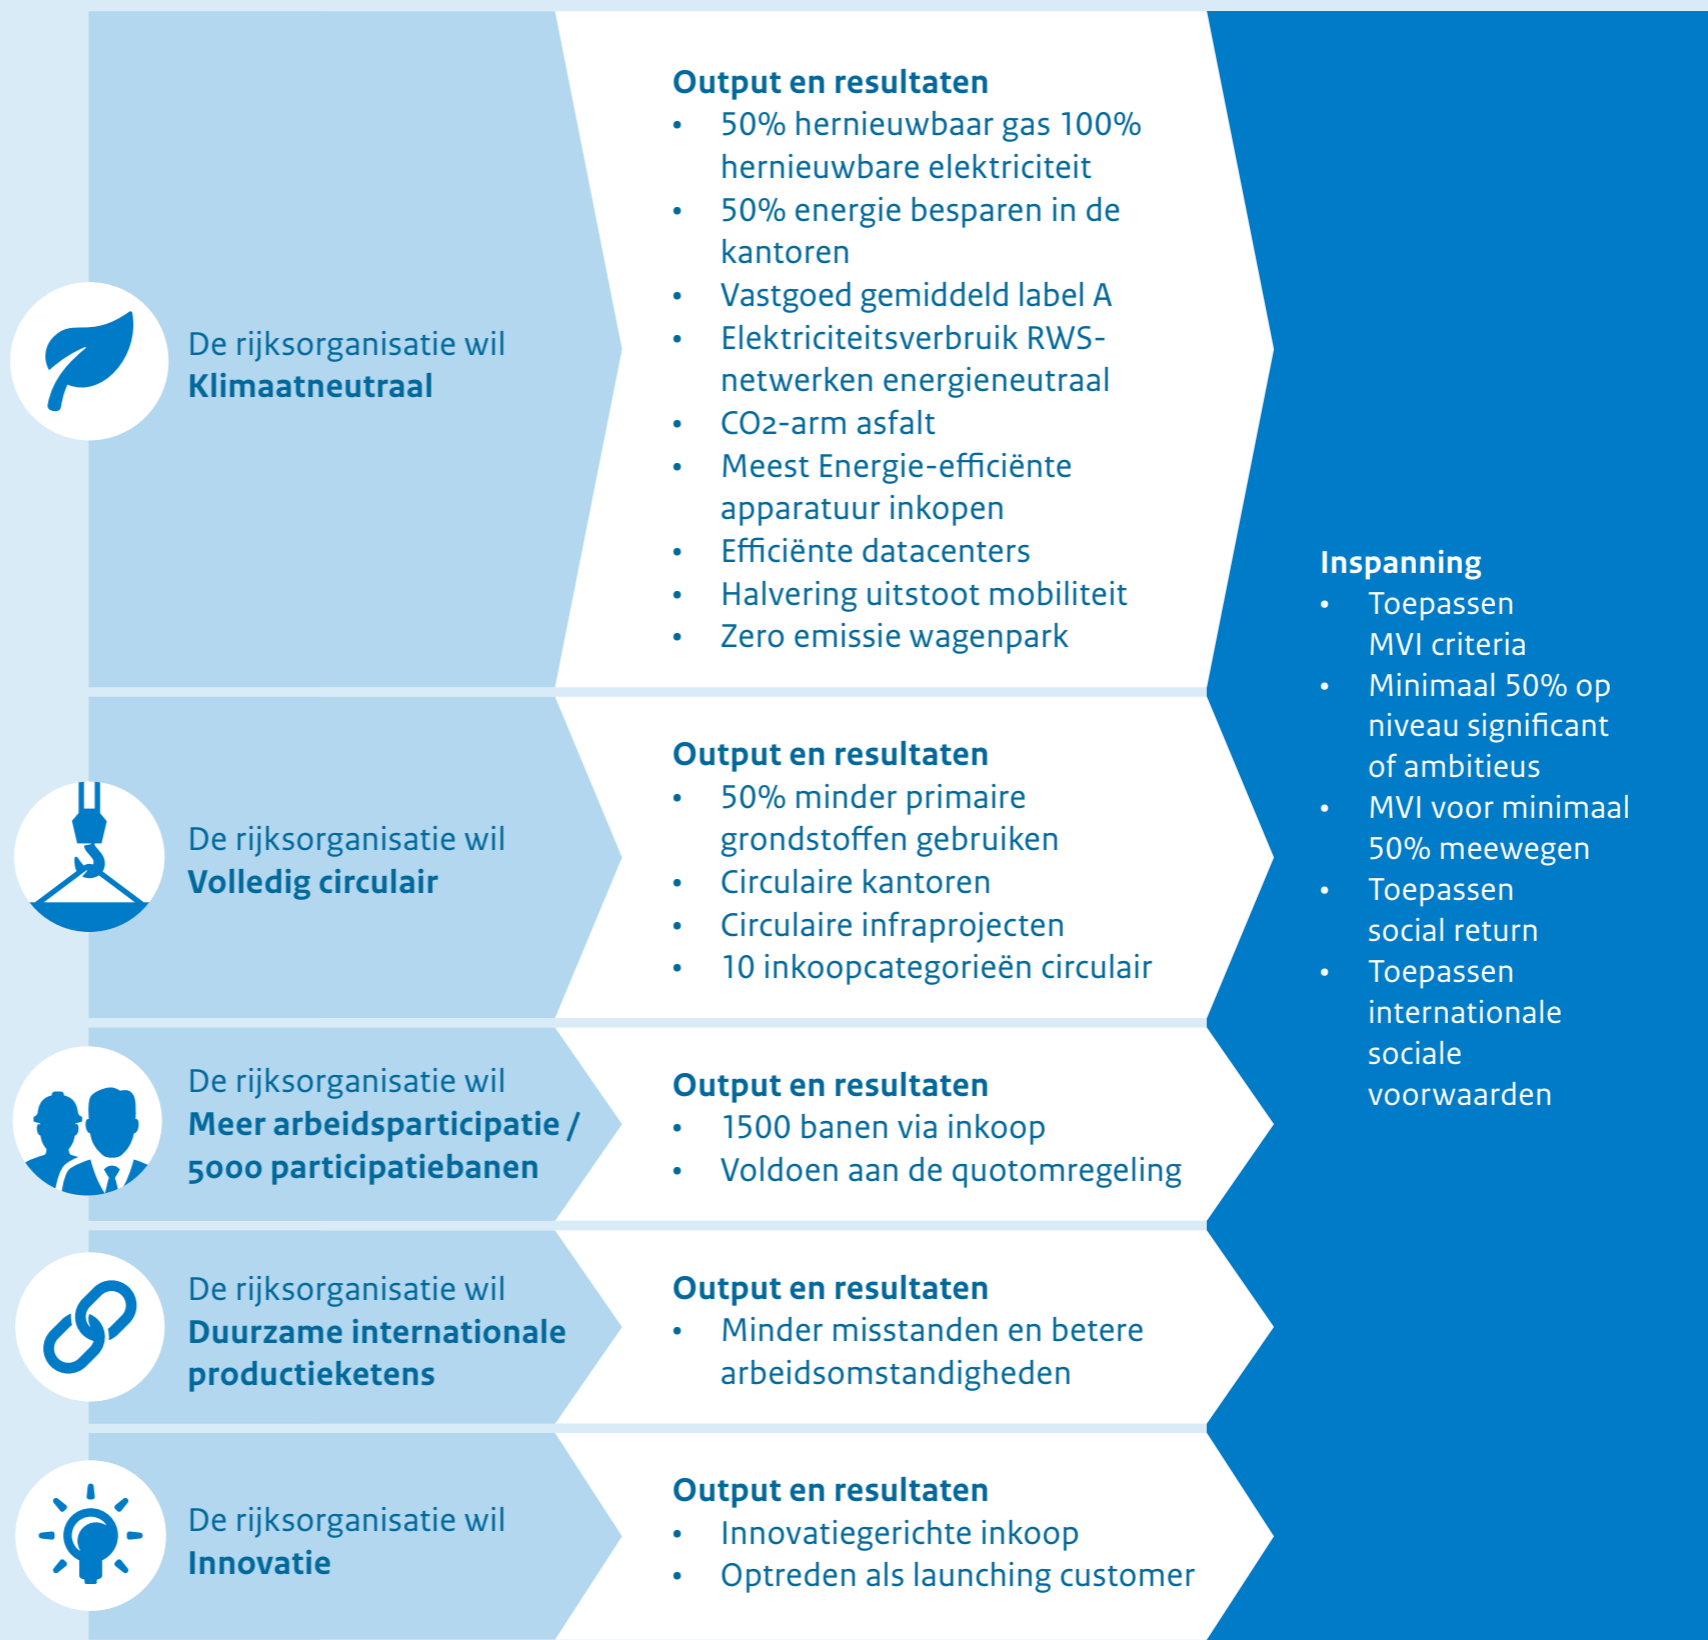 De rijksorganisatie wil
Klimaatneutraal
Output en resultaten
• 50% hernieuwbaar gas 100%
hernieuwbare elektriciteit
• 50% energie besparen in de
kantoren
• Vastgoed gemiddeld label A
• Elektriciteitsverbruik RWS-
netwerken energieneutraal
• CO2-arm asfalt
• Meest Energie-efficiënte
apparatuur inkopen
• Efficiënte datacenters
• Halvering uitstoot mobiliteit
• Zero emissie wagenpark
De rijksorganisatie wil
Volledig circulair
Output en resultaten
• 50% minder primaire
grondstoffen gebruiken
• Circulaire kantoren
• Circulaire infraprojecten
• 10 inkoopcategorieën circulair
De rijksorganisatie wil
Meer arbeidsparticipatie /
5000 participatiebanen
Output en resultaten
• 1500 banen via inkoop
• Voldoen aan de quotomregeling
De rijksorganisatie wil
Duurzame internationale
productieketens
Output en resultaten
• Minder misstanden en betere
arbeidsomstandigheden
De rijksorganisatie wil
Innovatie
Output en resultaten
• Innovatiegerichte inkoop
• Optreden als launching customer
Inspanning
• Toepassen
MVI criteria
• Minimaal 50% op
niveau significant
of ambitieus
• MVI voor minimaal
50% meewegen
• Toepassen
social return
• Toepassen
internationale
sociale
voorwaarden